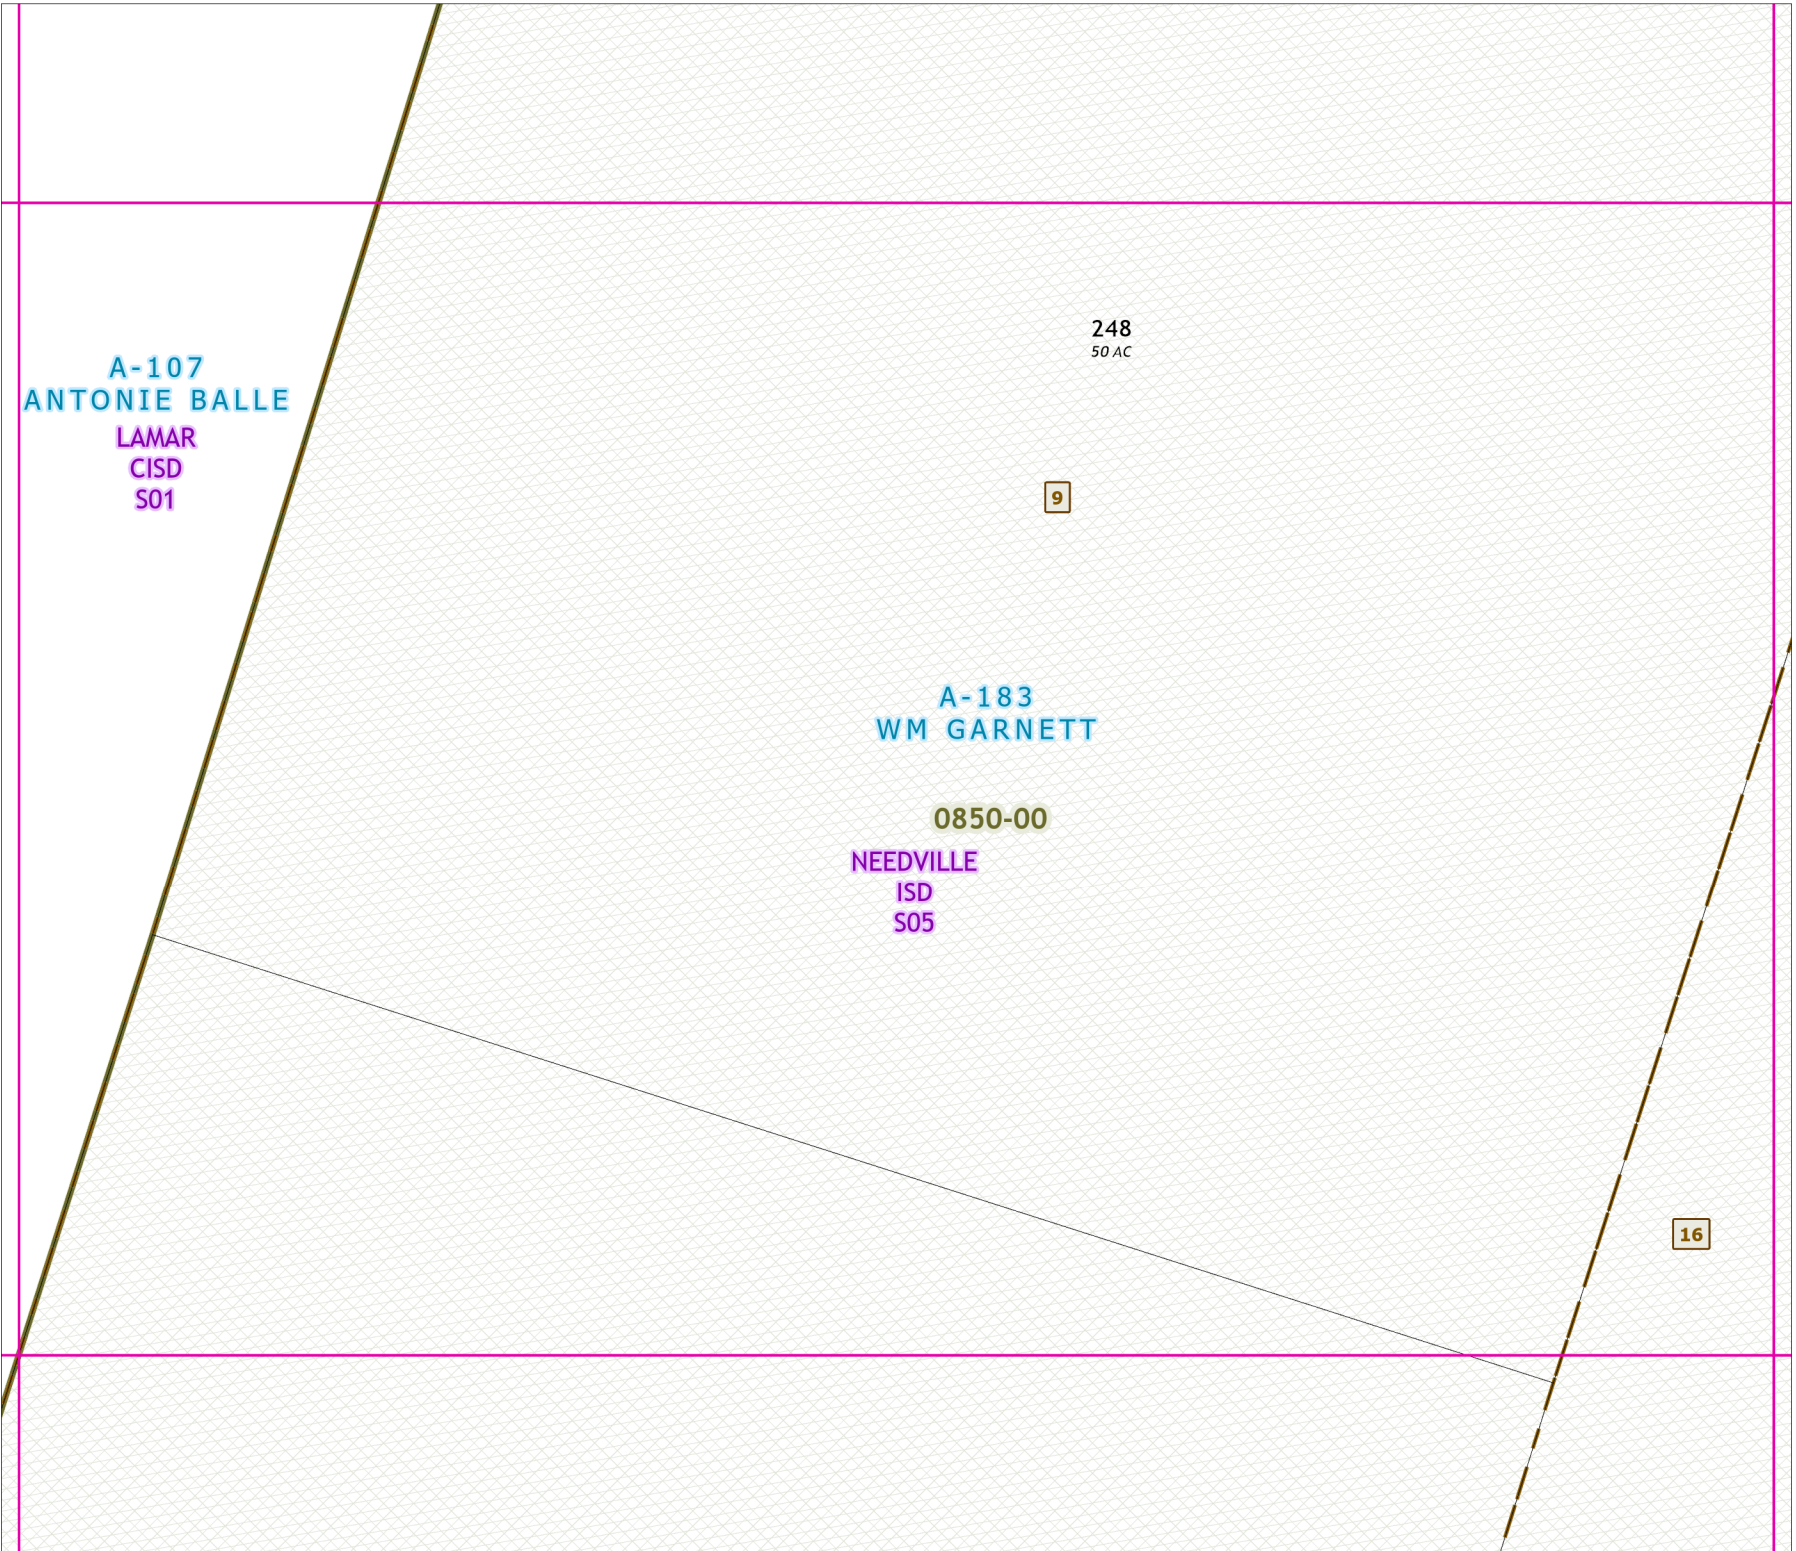 248
50 AC
A-107
ANTONIE BALLE
LAMAR
CISD
S01
9
A-183
WM GARNETT
0850-00
NEEDVILLE
ISD
S05
16